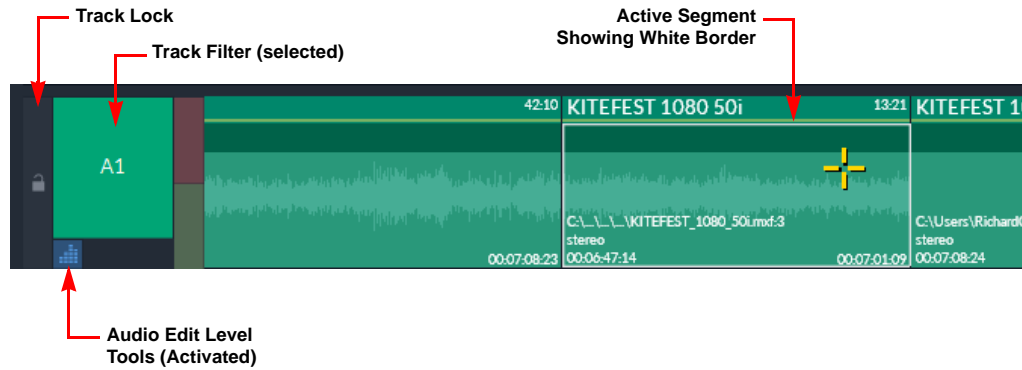 Track Lock
Track Filter (selected)
Active Segment
Showing White Border
A1
42:10
KITEFEST 1080 50i
13:21
KITEFEST 1
C:\...\...\...\KITEFEST_1080_50i.mxf:3
stereo
00:06:47:14
00:07:08:23
00:07:01:09
C:\Users\Richard
stereo
00:07:08:24
Audio Edit Level
Tools (Activated)